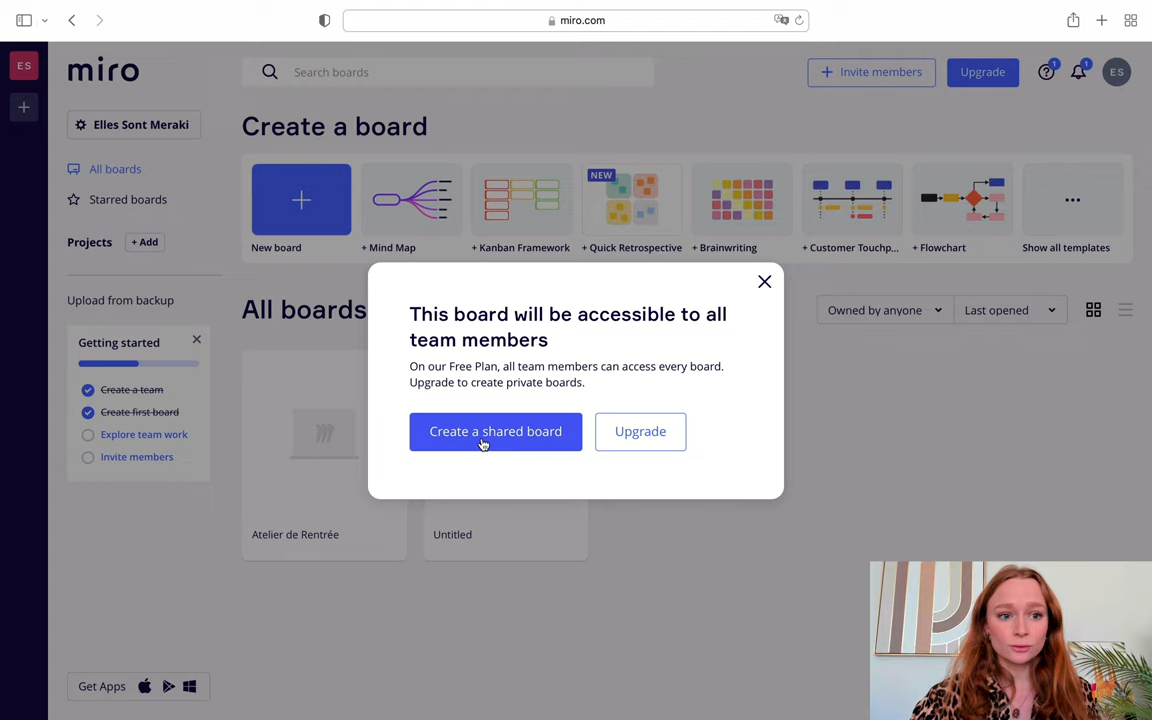 miro.com
ES
miro
Search boards
Invite members
Upgrade
1
1
ES
Elles Sont Meraki
Create a board
All boards
Starred boards
Projects
+ Add
NEW
New board
+ Mind Map
+ Kanban Framework
+ Quick Retrospective
+ Brainwriting
+ Customer Touchp...
+ Flowchart
Show all templates
Upload from backup
All boards
Owned by anyone
Last opened
Getting started
Create a team
Create first board
Explore team work
Invite members
This board will be accessible to all
team members
On our Free Plan, all team members can access every board.
Upgrade to create private boards.
Create a shared board
Upgrade
Atelier de Rentrée
Untitled
Get Apps